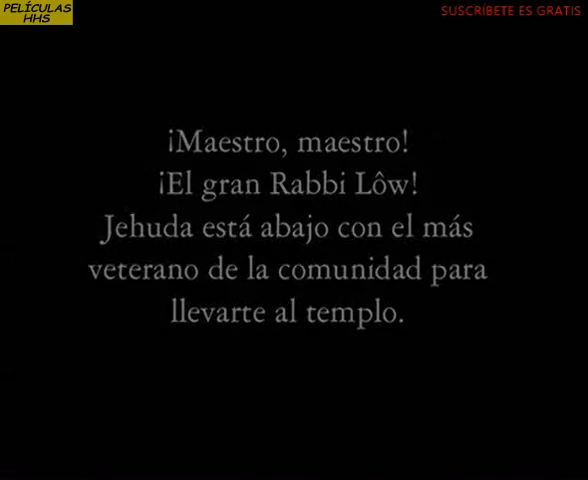 PELÍCULAS
HHS
SUSCRÍBETE ES GRATIS
¡Maestro, maestro!
¡El gran Rabbi Lôw!
Jehuda está abajo con el más
veterano de la comunidad para
llevarte al templo.